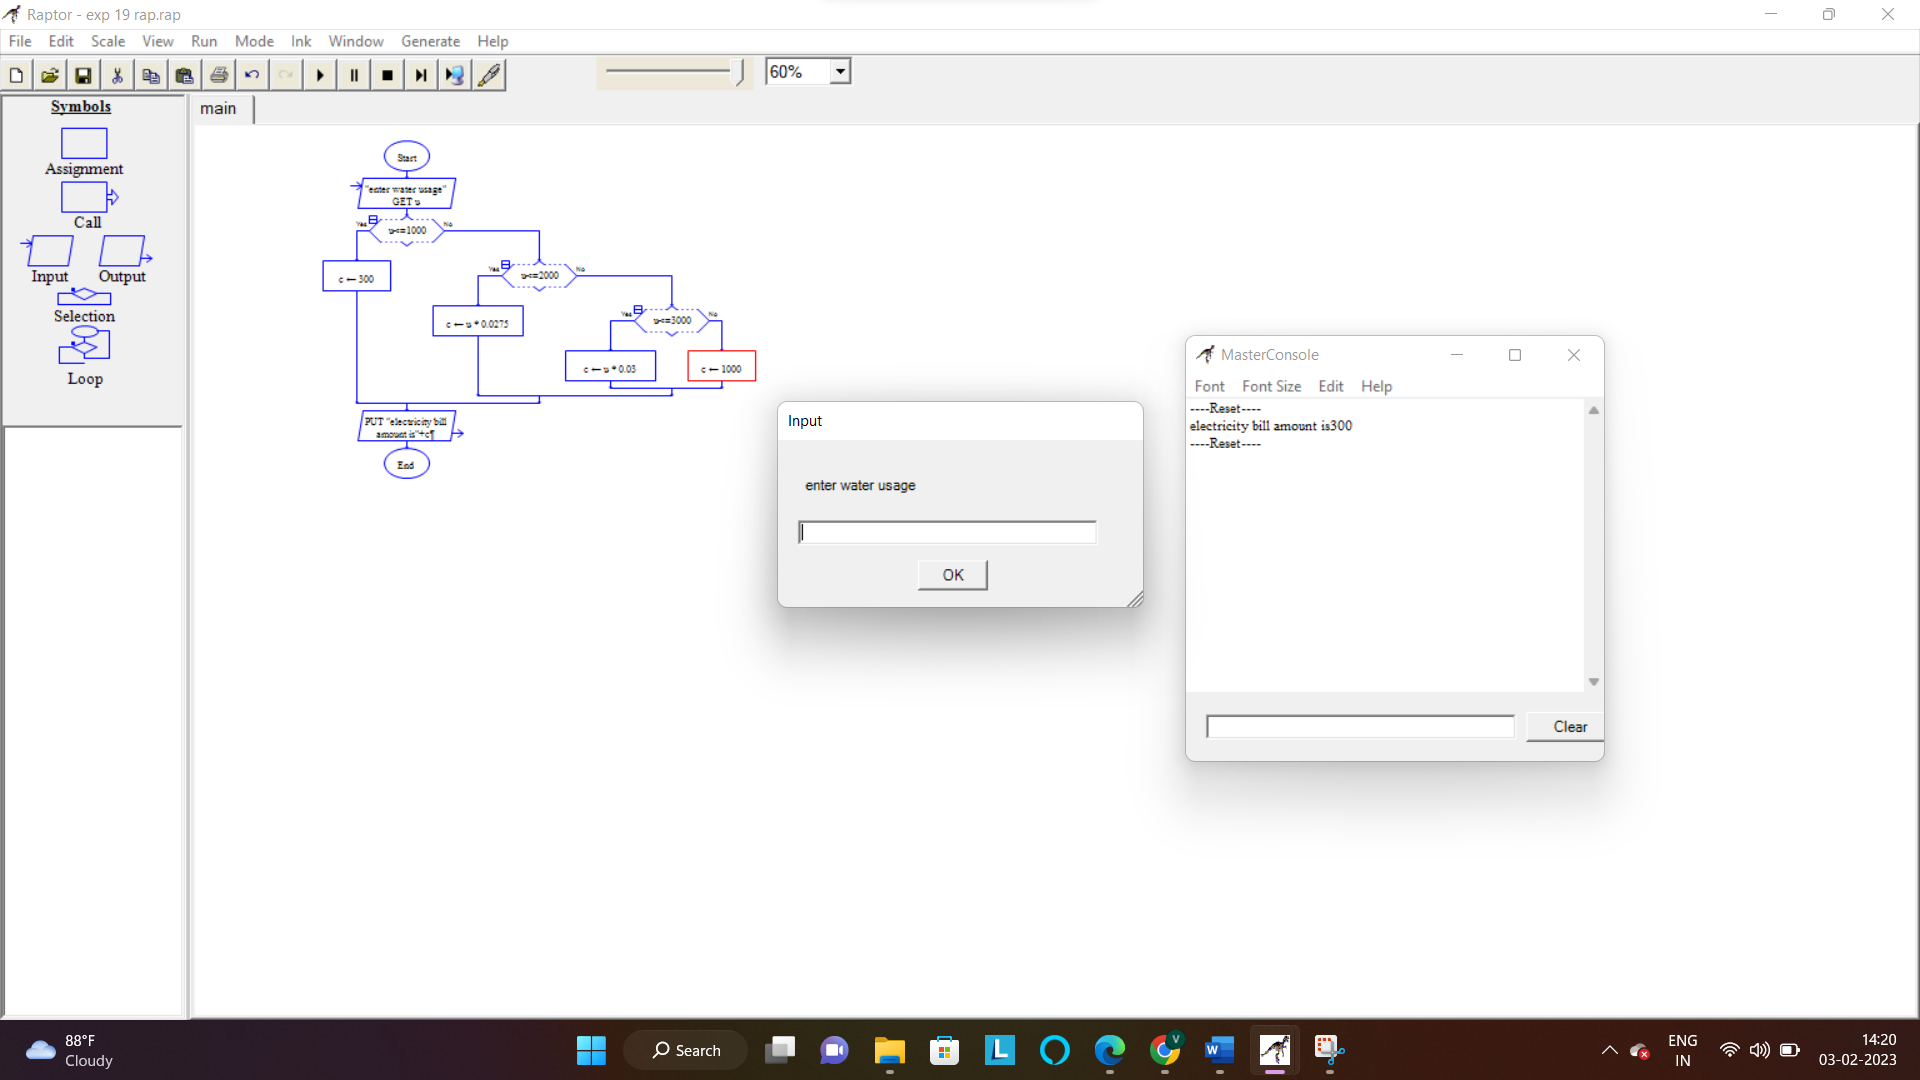 Raptor - exp 19 rap.rap
File Edit Scale View Run Mode Ink Window Generate Help
60%
Symbols
Assignment
Call
Input Output
Selection
Loop
main
Start
"enter water usage"
GET u
Yes u<=1000 No
c ← 300
Yes u<=2000 No
c ← u * 0.0275
Yes u<=3000 No
c ← u * 0.03
c ← 1000
PUT "electricity bill
amount is"+c¶
End
Input
enter water usage
OK
MasterConsole
Font Font Size Edit Help
----Reset----
electricity bill amount is300
----Reset----
Clear
88°F
Cloudy
Search
V
L
W
ENG
IN
14:20
03-02-2023